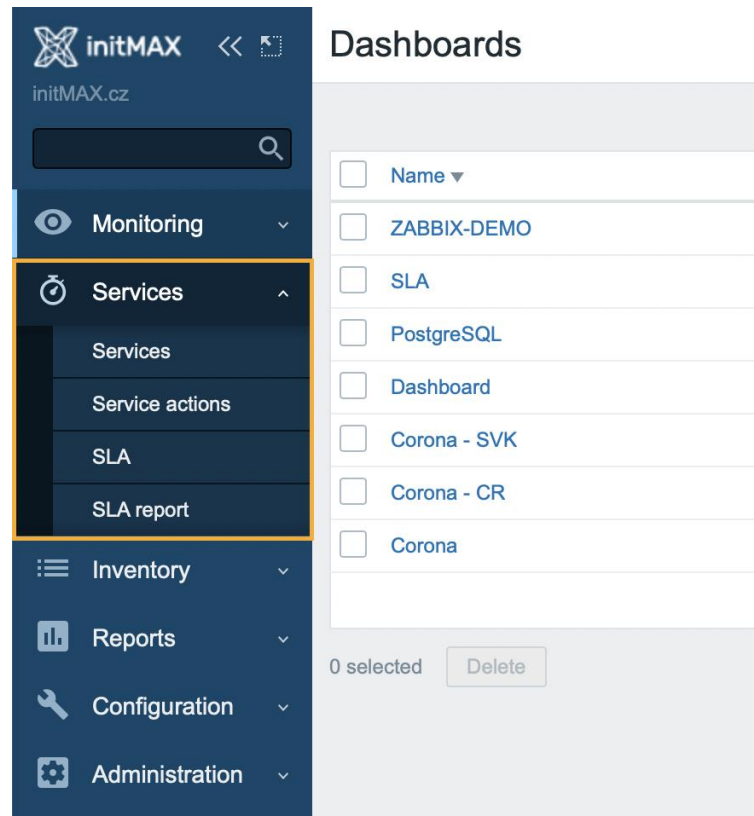 initMAX
initMAX.cz
Monitoring
Services
Services
Service actions
SLA
SLA report
Inventory
Reports
Configuration
Administration
Dashboards
Name
ZABBIX-DEMO
SLA
PostgreSQL
Dashboard
Corona - SVK
Corona - CR
Corona
0 selected Delete